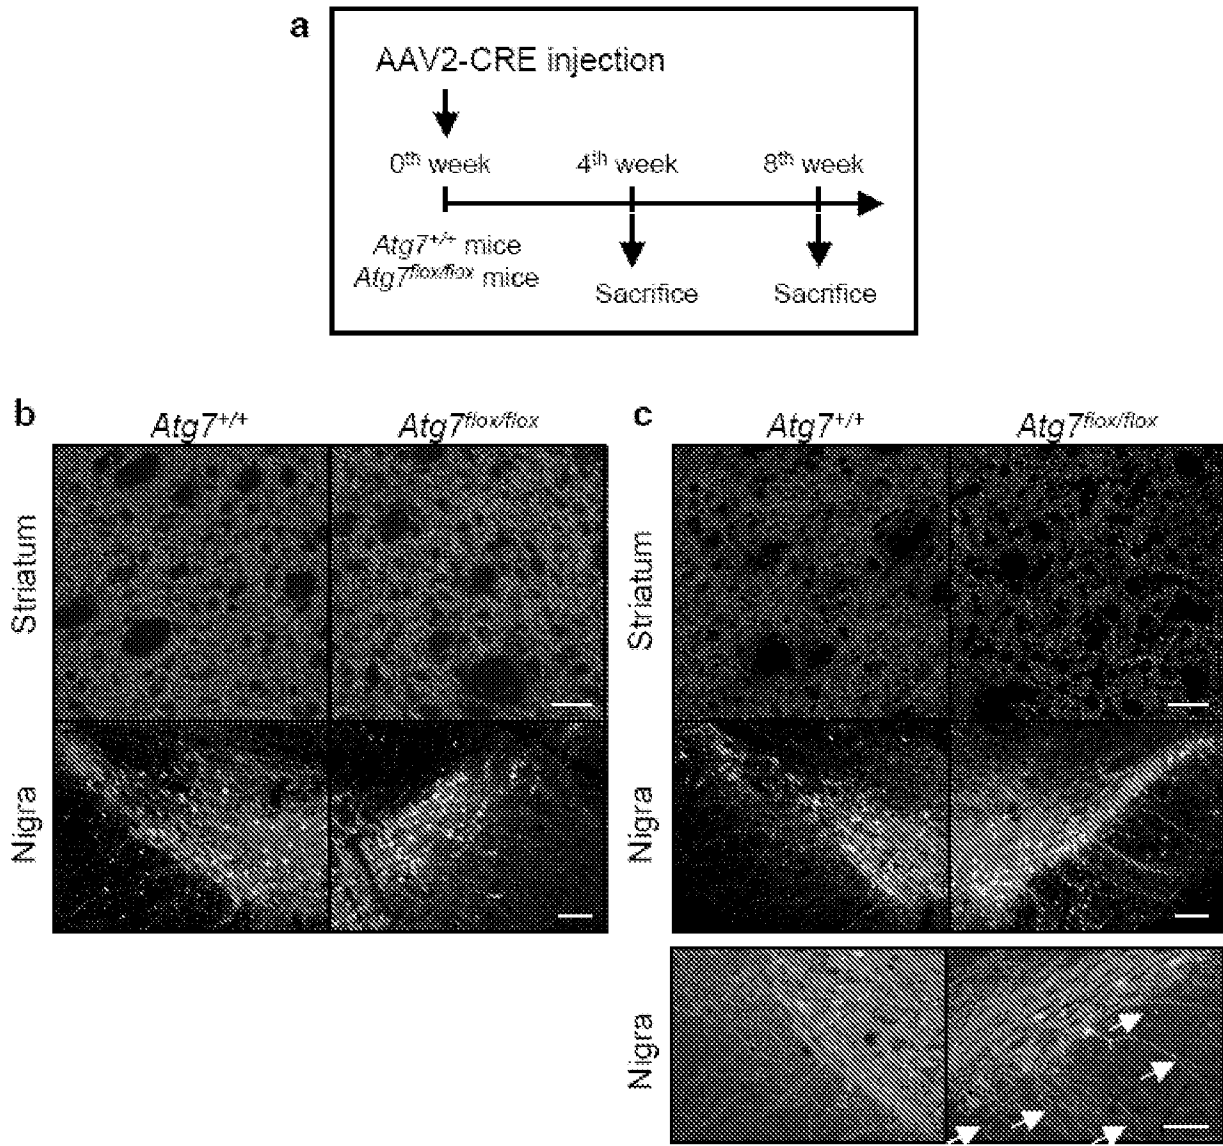 a
AAV2-CRE injection
0th week 4th week 8th week
Atg7+/+ mice
Atg7flox/flox mice
Sacrifice Sacrifice
b Atg7+/+ Atg7flox/flox
c Atg7+/+ Atg7flox/flox
Striatum
Striatum
Nigra
Nigra
Nigra